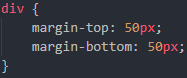 div {
    margin-top: 50px;
    margin-bottom: 50px;
}